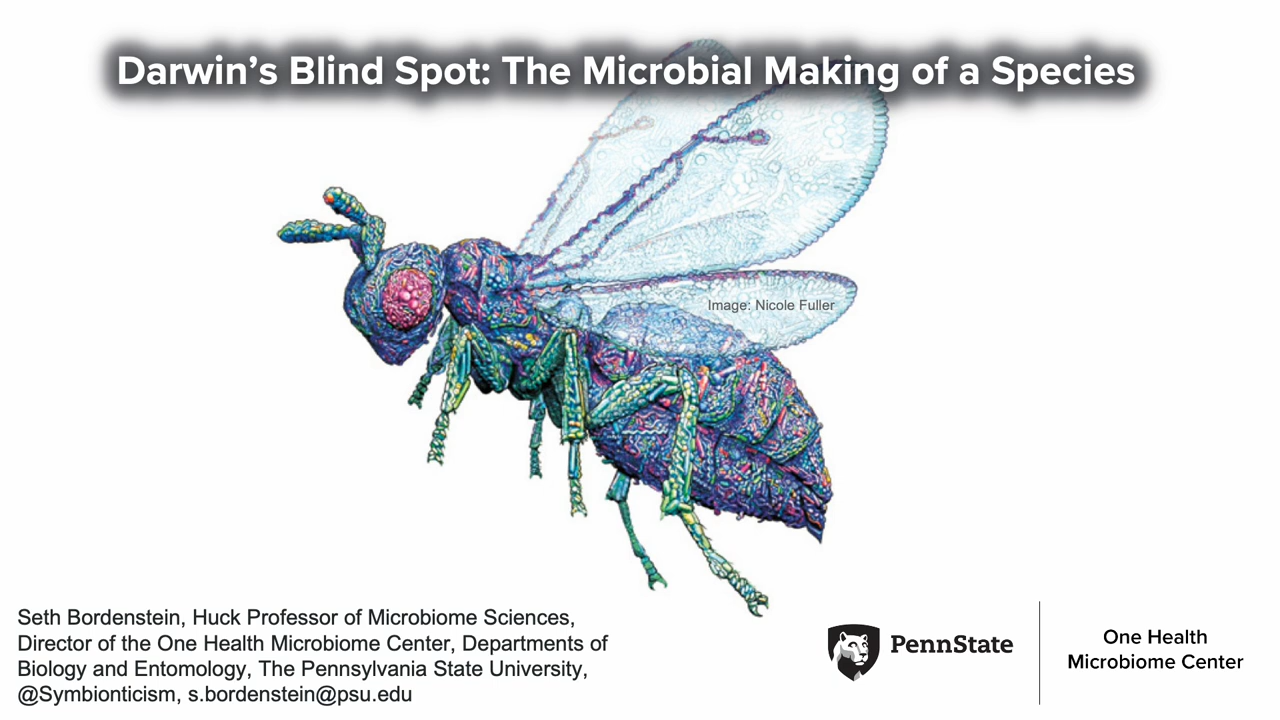 Darwin’s Blind Spot: The Microbial Making of a Species
Image: Nicole Fuller
Seth Bordenstein, Huck Professor of Microbiome Sciences,
Director of the One Health Microbiome Center, Departments of
Biology and Entomology, The Pennsylvania State University,
@Symbionticism, s.bordenstein@psu.edu
PennState
One Health
Microbiome Center